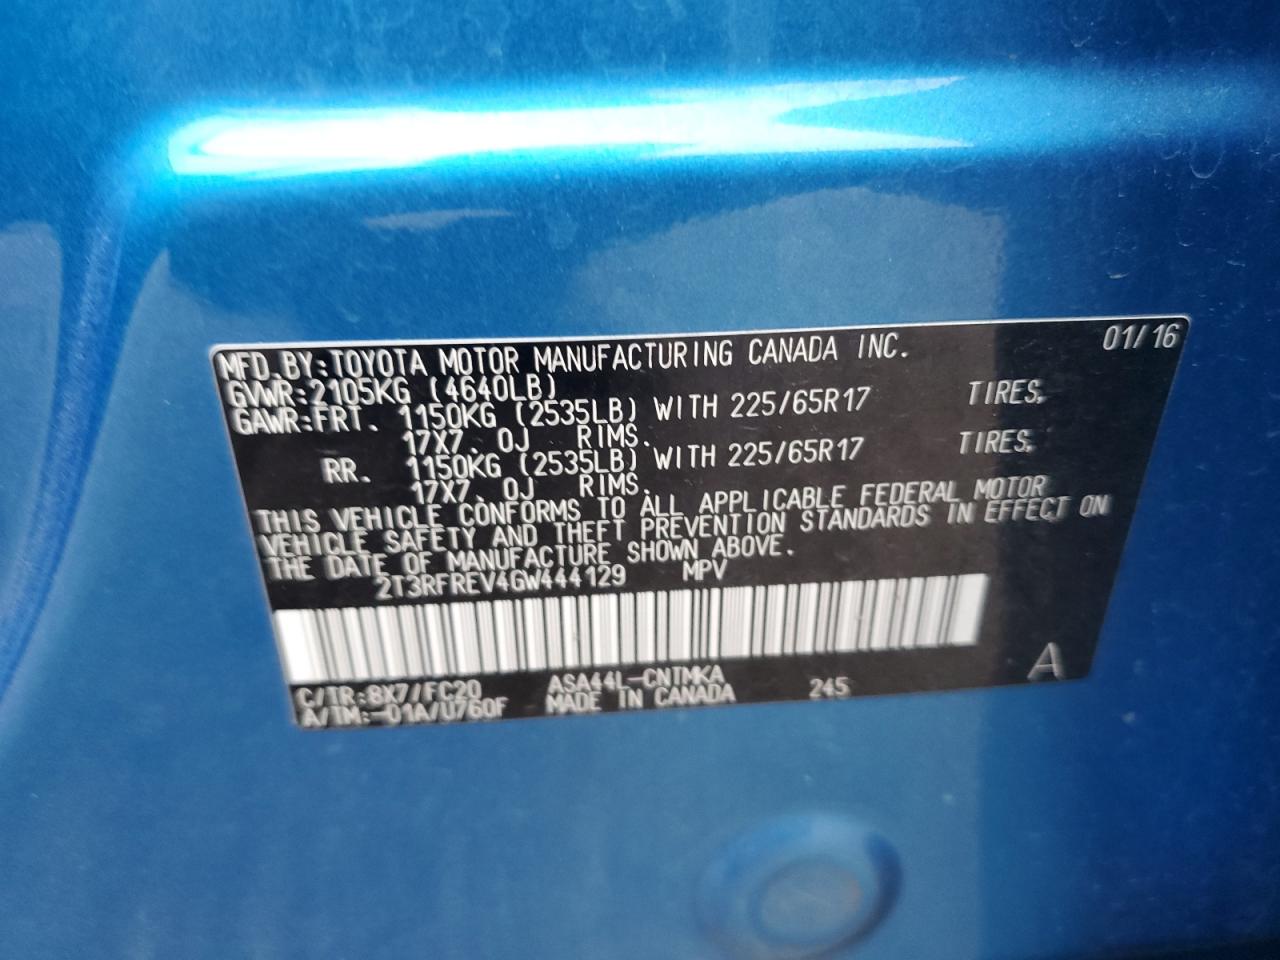 MFD. BY: TOYOTA MOTOR MANUFACTURING CANADA INC. 01/16
GVWR: 2105KG (4640LB)
GAWR: FRT. 1150KG (2535LB) WITH 225/65R17 TIRES,
17X7. 0J RIMS.
RR. 1150KG (2535LB) WITH 225/65R17 TIRES,
17X7. 0J RIMS.
THIS VEHICLE CONFORMS TO ALL APPLICABLE FEDERAL MOTOR
VEHICLE SAFETY AND THEFT PREVENTION STANDARDS IN EFFECT ON
THE DATE OF MANUFACTURE SHOWN ABOVE.
2T3RFREV4GW444129 MPV
C/TR: 8X7/FC20 ASA44L-CNTMKA 245 A
A/TM: -01A/U760F MADE IN CANADA